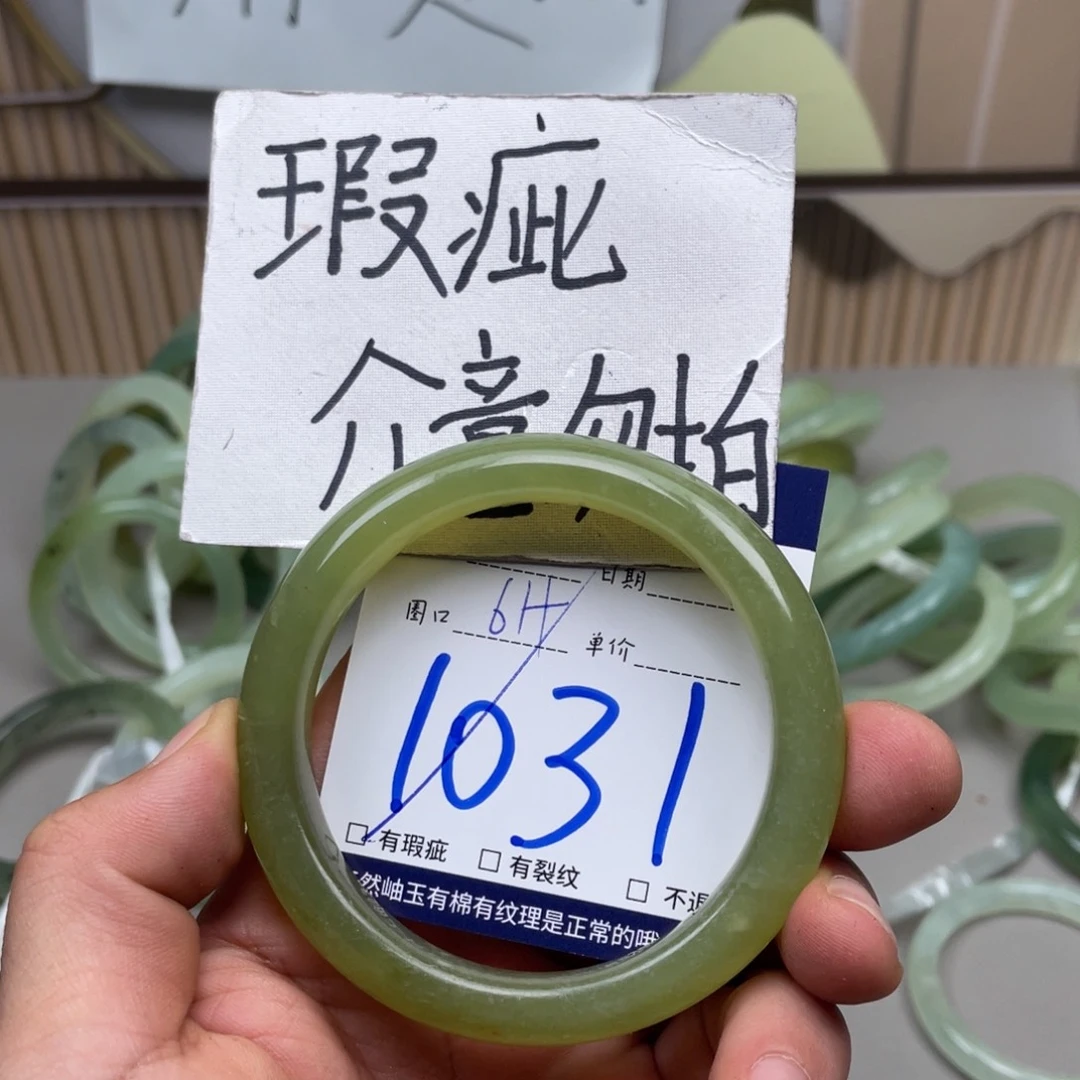 瑕疵
介意勿拍
日期
圈口 6H 单价
1031
□ 有瑕疵 □ 有裂纹 □ 不退
然岫玉有棉有纹理是正常的哦